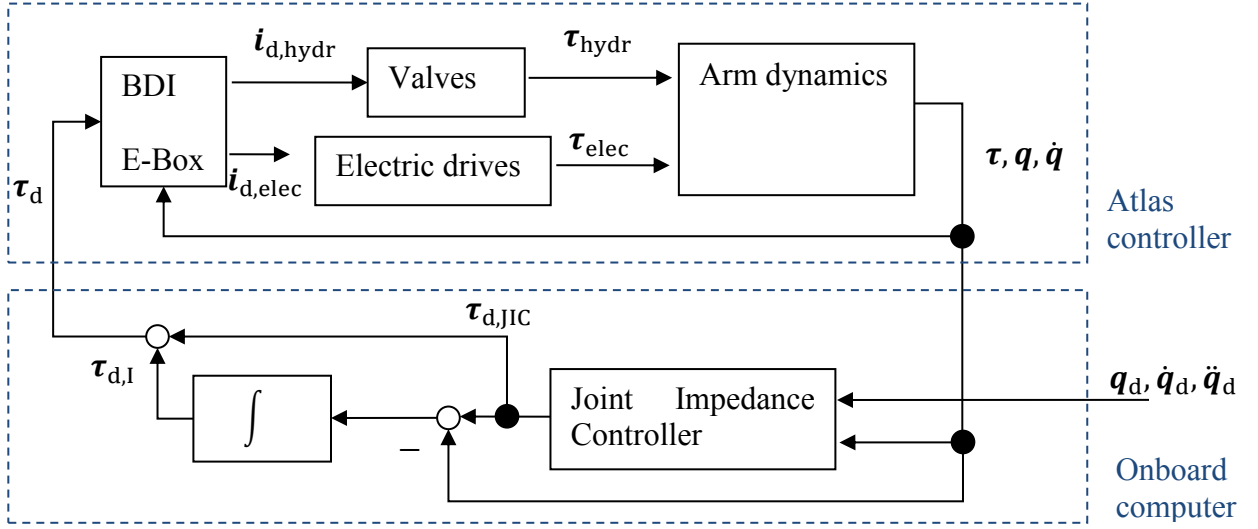 i_d,hydr
τ_hydr
BDI
E-Box
Valves
Arm dynamics
i_d,elec
Electric drives
τ_elec
τ, q, q̇
τ_d
Atlas
controller
τ_d,JIC
τ_d,I
∫
−
Joint Impedance
Controller
q_d, q̇_d, q̈_d
Onboard
computer